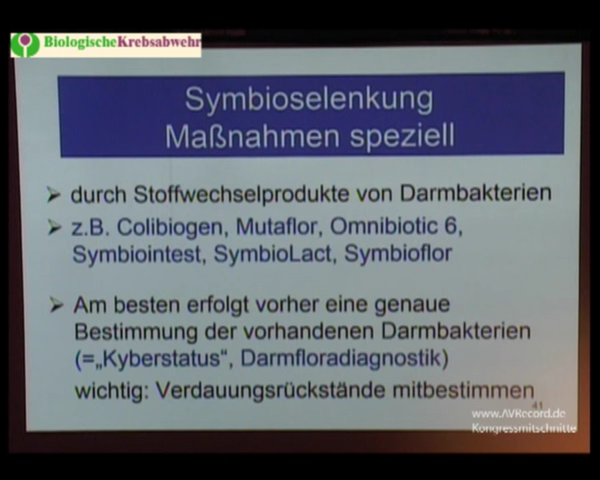 BiologischeKrebsabwehr
Symbioselenkung
Maßnahmen speziell
➢ durch Stoffwechselprodukte von Darmbakterien
➢ z.B. Colibiogen, Mutaflor, Omnibiotic 6,
Symbiointest, SymbioLact, Symbioflor
➢ Am besten erfolgt vorher eine genaue
Bestimmung der vorhandenen Darmbakterien
(=„Kyberstatus“, Darmfloradiagnostik)
wichtig: Verdauungsrückstände mitbestimmen
41
www.AVRecord.de
Kongressmitschnitte